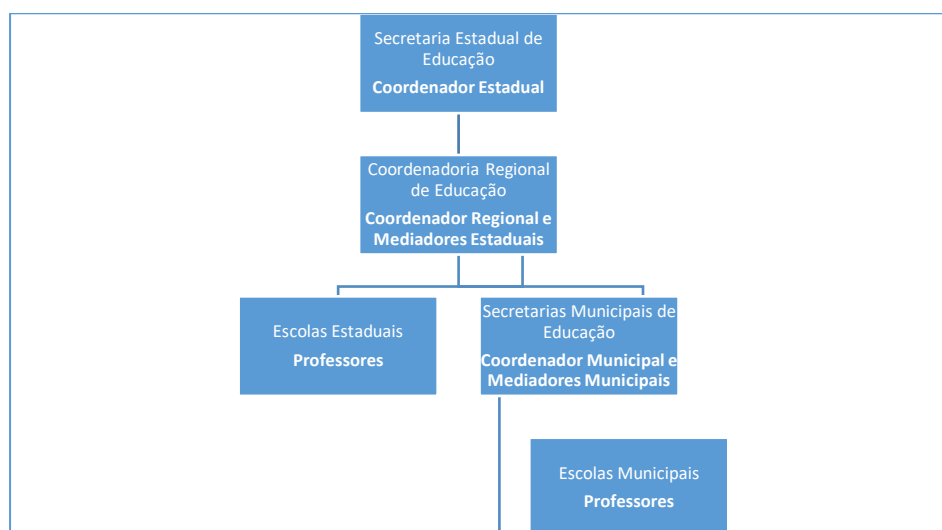 Secretaria Estadual de
Educação
Coordenador Estadual
Coordenadoria Regional
de Educação
Coordenador Regional e
Mediadores Estaduais
Escolas Estaduais
Professores
Secretarias Municipais de
Educação
Coordenador Municipal e
Mediadores Municipais
Escolas Municipais
Professores